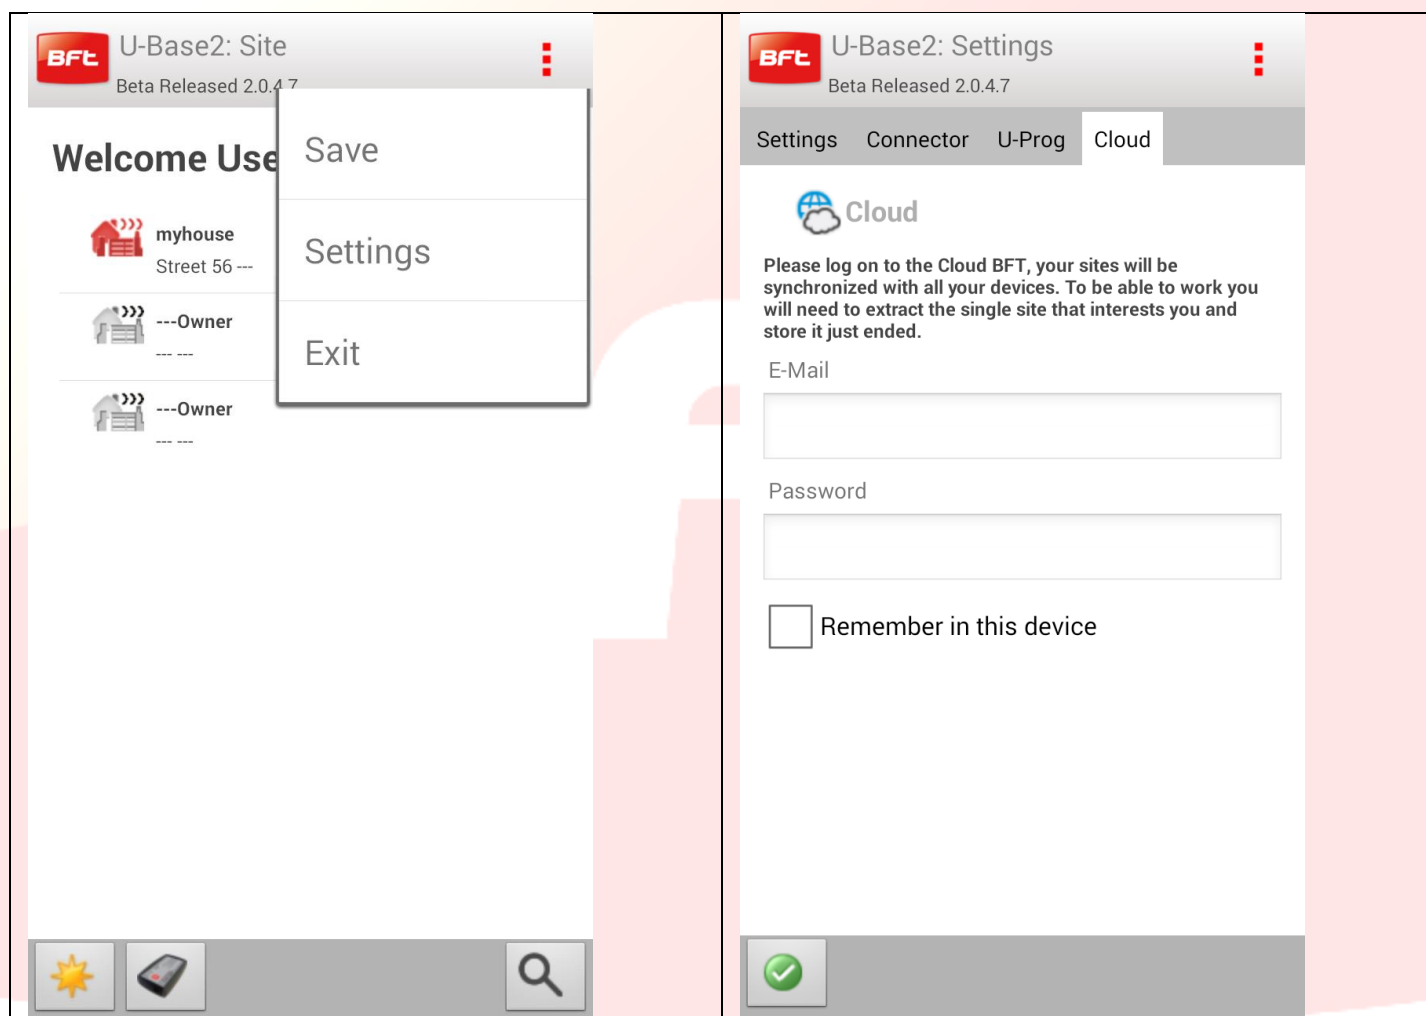 BFT
U-Base2: Site
Beta Released 2.0.4.7
Save
Welcome Use
Settings
myhouse
Street 56 ---
---Owner
--- ---
Exit
---Owner
--- ---
BFT
U-Base2: Settings
Beta Released 2.0.4.7
Settings Connector U-Prog Cloud
Cloud
Please log on to the Cloud BFT, your sites will be
synchronized with all your devices. To be able to work you
will need to extract the single site that interests you and
store it just ended.
E-Mail
Password
Remember in this device